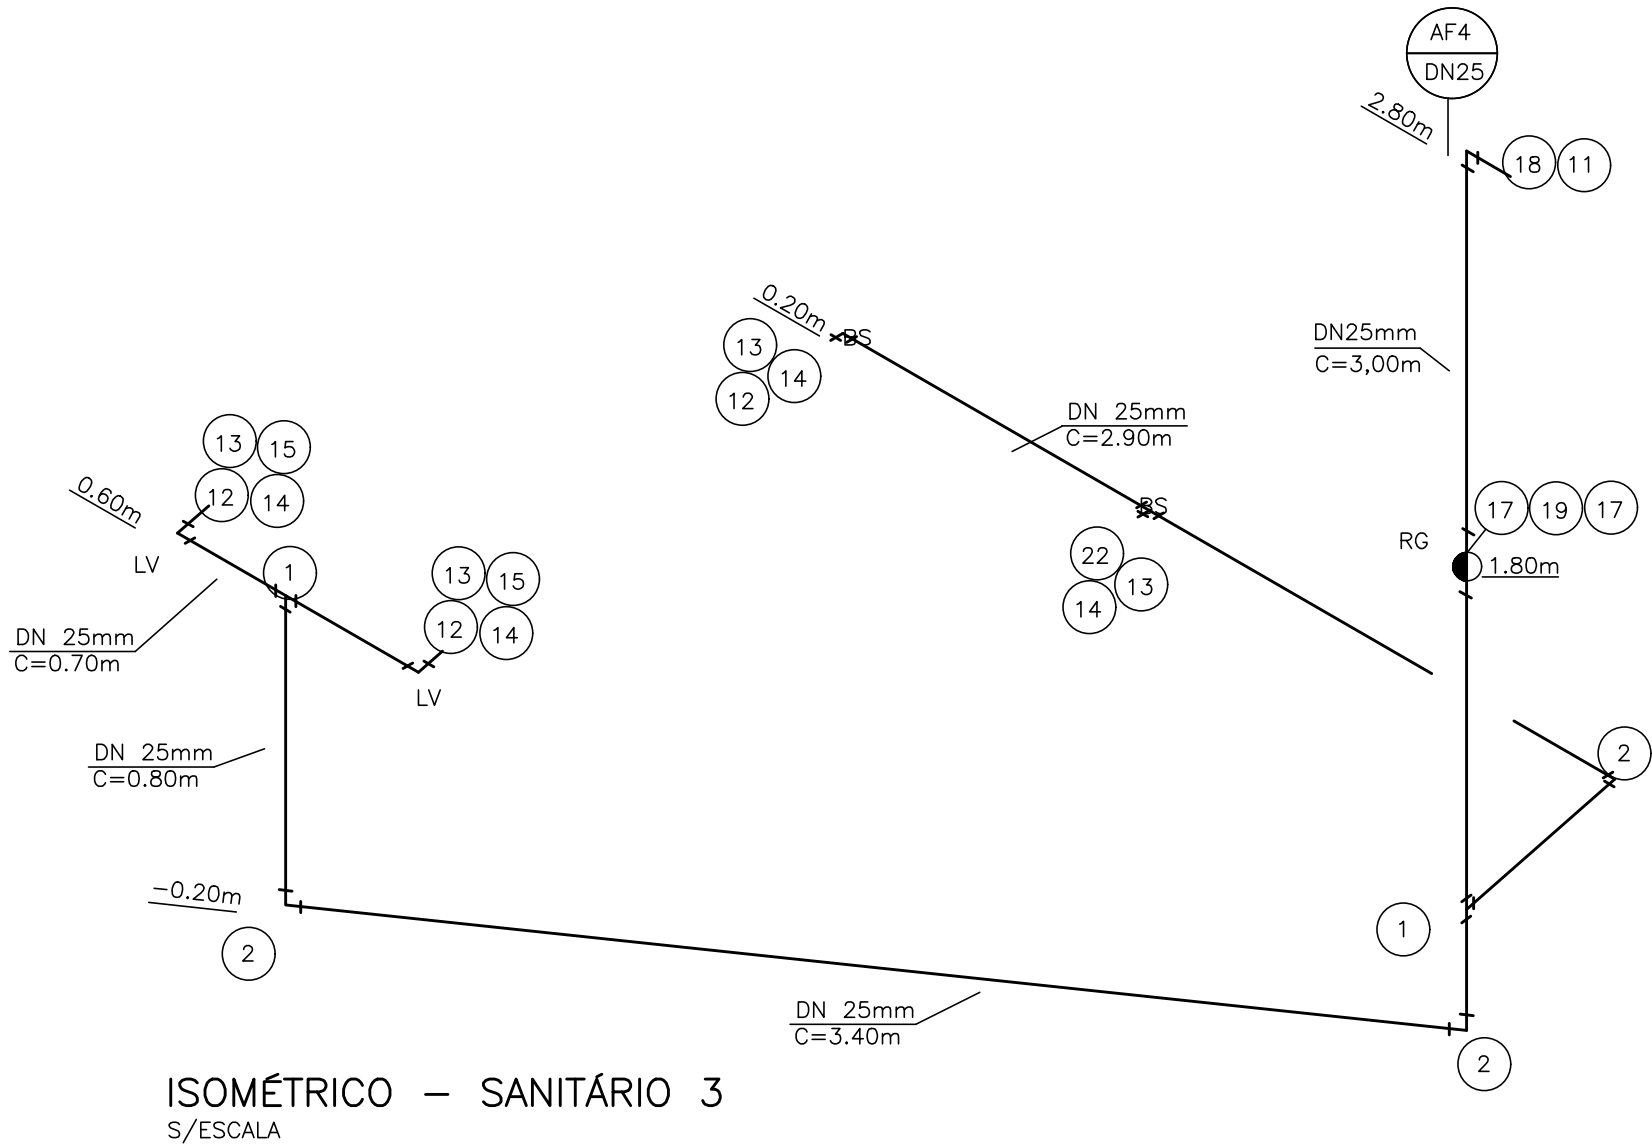 AF4
DN25
2.80m
18 11
0.20m
BS
13
14
12
DN25mm
C=3,00m
DN 25mm
C=2.90m
13 15
12 14
0.60m
LV
1
17 19 17
RG
1.80m
BS
22
13
14
13 15
12 14
LV
DN 25mm
C=0.70m
DN 25mm
C=0.80m
2
-0.20m
2
1
DN 25mm
C=3.40m
2
ISOMÉTRICO - SANITÁRIO 3
S/ESCALA